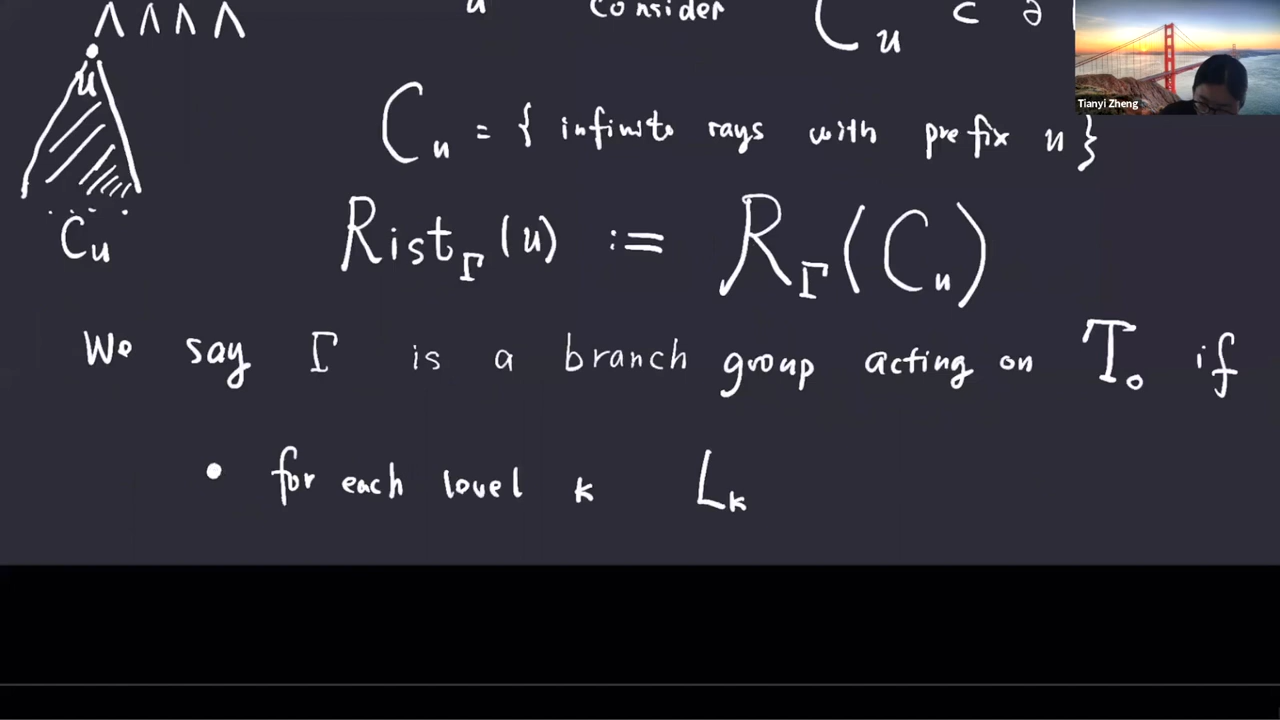 u consider C_u ⊂ ∂
u
C_u = { infinite rays with prefix u }
Tianyi Zheng
C_u
Rist_Γ(u) := R_Γ(C_u)
We say Γ is a branch group acting on T_0 if
• for each level k L_k